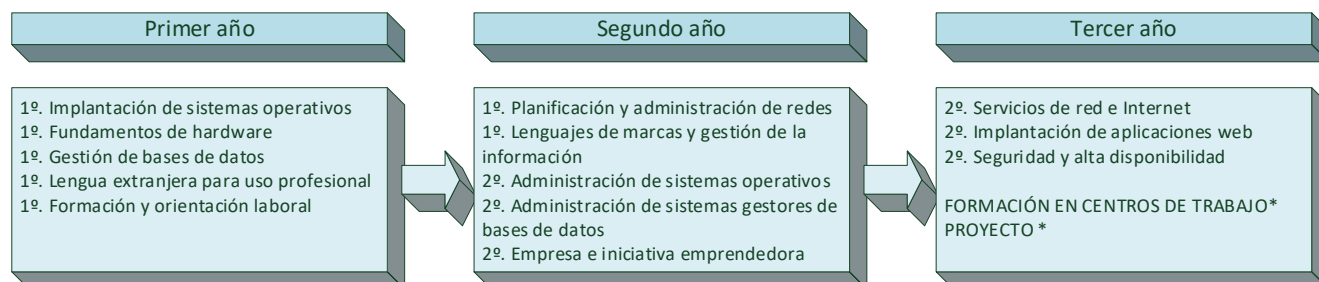 Primer año
1º. Implantación de sistemas operativos
1º. Fundamentos de hardware
1º. Gestión de bases de datos
1º. Lengua extranjera para uso profesional
1º. Formación y orientación laboral
Segundo año
1º. Planificación y administración de redes
1º. Lenguajes de marcas y gestión de la
información
2º. Administración de sistemas operativos
2º. Administración de sistemas gestores de
bases de datos
2º. Empresa e iniciativa emprendedora
Tercer año
2º. Servicios de red e Internet
2º. Implantación de aplicaciones web
2º. Seguridad y alta disponibilidad
FORMACIÓN EN CENTROS DE TRABAJO*
PROYECTO *